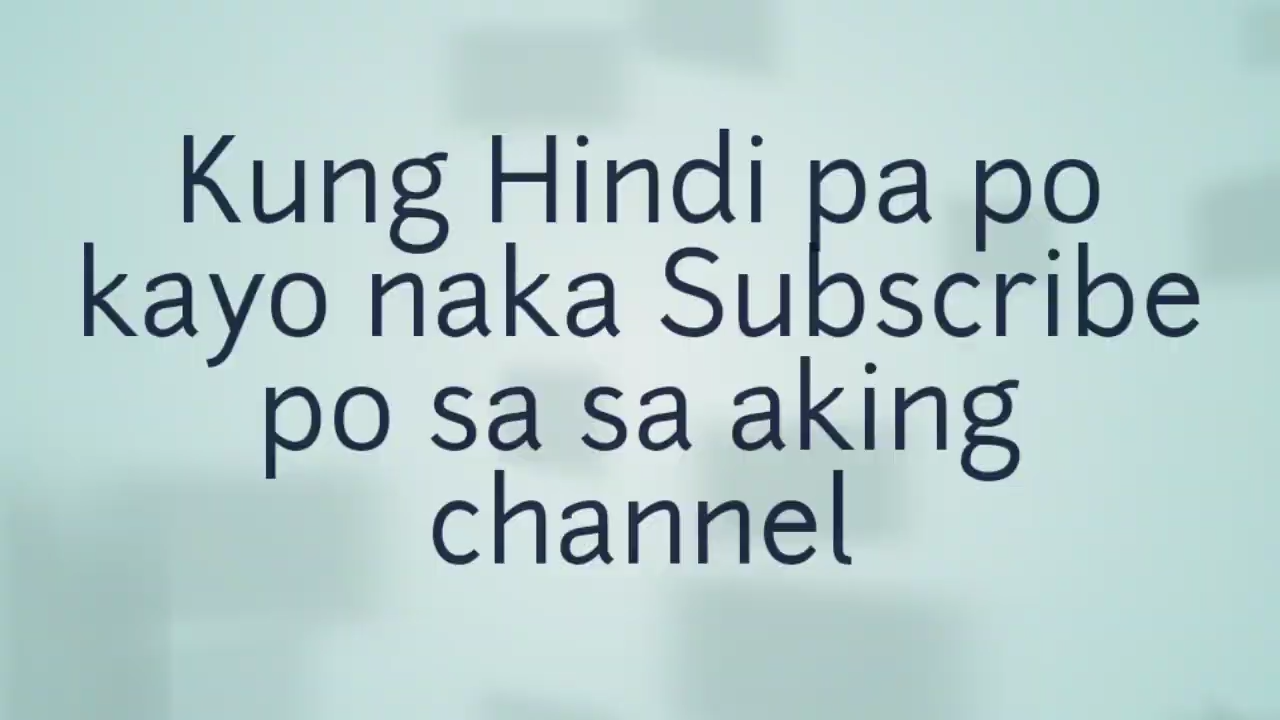 Kung Hindi pa po
kayo naka Subscribe
po sa sa aking
channel